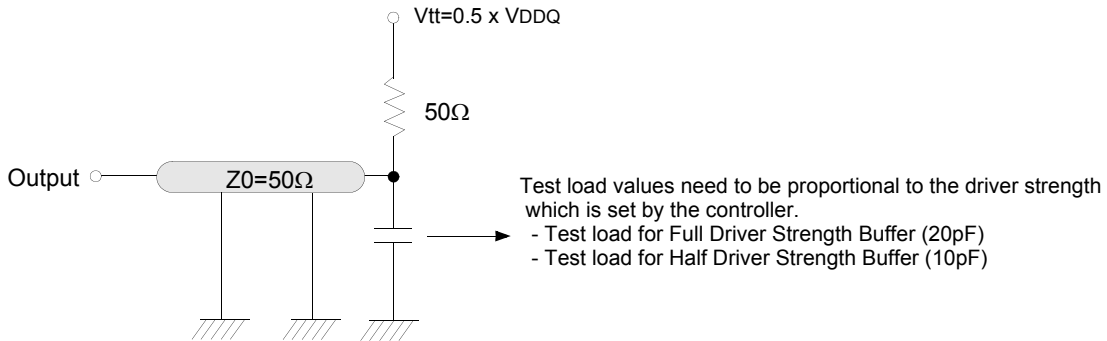 Vtt=0.5 x VDDQ
50Ω
Output
Z0=50Ω
Test load values need to be proportional to the driver strength
which is set by the controller.
- Test load for Full Driver Strength Buffer (20pF)
- Test load for Half Driver Strength Buffer (10pF)